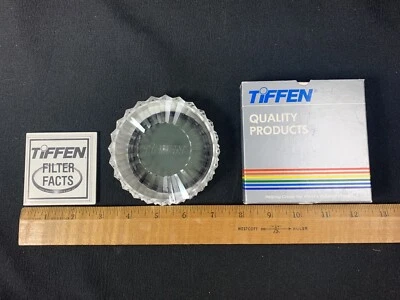 TIFFEN
FILTER
FACTS
TIFFEN
QUALITY
PRODUCTS
1 2 3 4 5 6 7 8 9 10 11 12 13
WESTCOTT